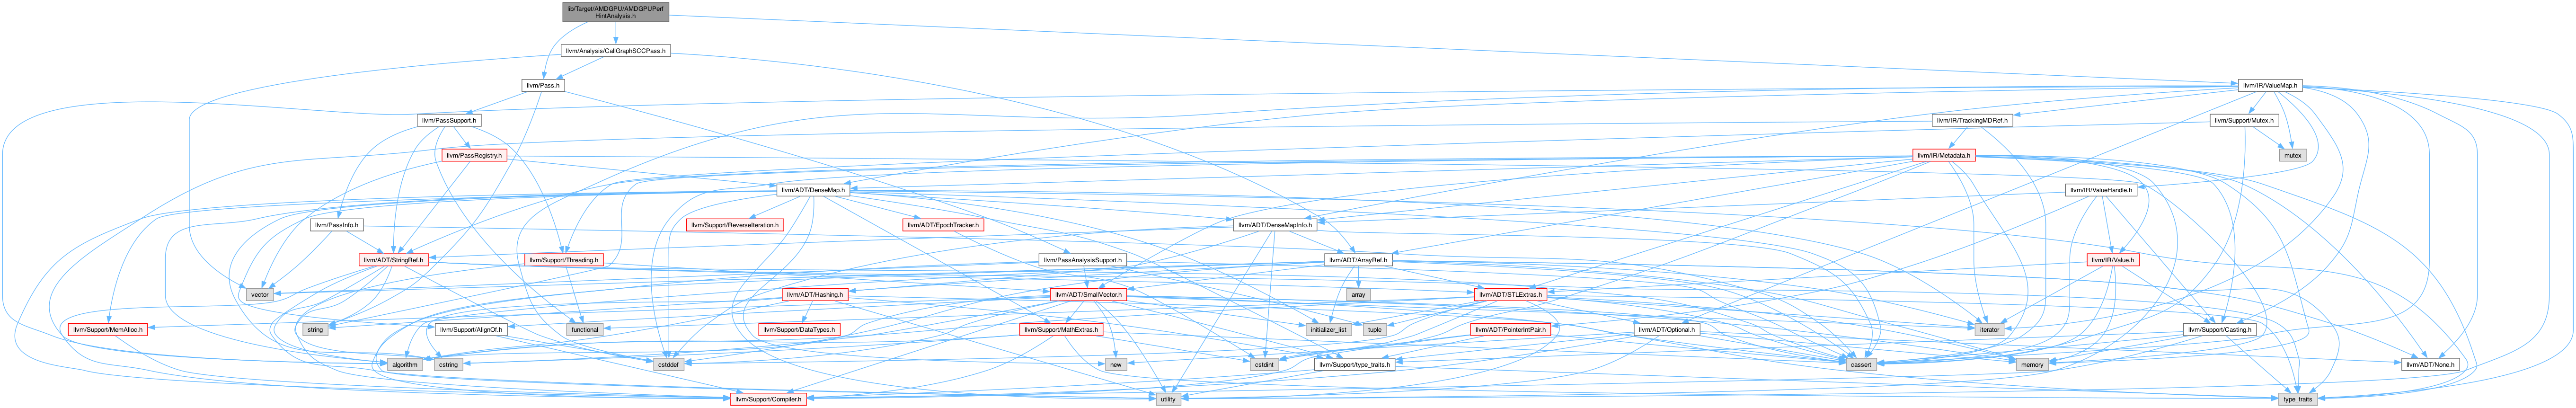 lib/Target/AMDGPU/AMDGPUPerf
HintAnalysis.h
llvm/Analysis/CallGraphSCCPass.h
llvm/Pass.h
llvm/IR/ValueMap.h
llvm/PassSupport.h
llvm/IR/TrackingMDRef.h
llvm/Support/Mutex.h
llvm/PassRegistry.h
llvm/IR/Metadata.h
mutex
llvm/ADT/DenseMap.h
llvm/IR/ValueHandle.h
llvm/PassInfo.h
llvm/Support/ReverseIteration.h
llvm/ADT/EpochTracker.h
llvm/ADT/DenseMapInfo.h
llvm/ADT/StringRef.h
llvm/Support/Threading.h
llvm/PassAnalysisSupport.h
llvm/ADT/ArrayRef.h
llvm/IR/Value.h
vector
llvm/ADT/Hashing.h
llvm/ADT/SmallVector.h
array
llvm/ADT/STLExtras.h
llvm/Support/MemAlloc.h
string
llvm/Support/AlignOf.h
functional
llvm/Support/DataTypes.h
llvm/Support/MathExtras.h
initializer_list
tuple
llvm/ADT/PointerIntPair.h
llvm/ADT/Optional.h
iterator
llvm/Support/Casting.h
algorithm
cstring
cstddef
new
cstdint
llvm/Support/type_traits.h
cassert
memory
llvm/ADT/None.h
llvm/Support/Compiler.h
utility
type_traits